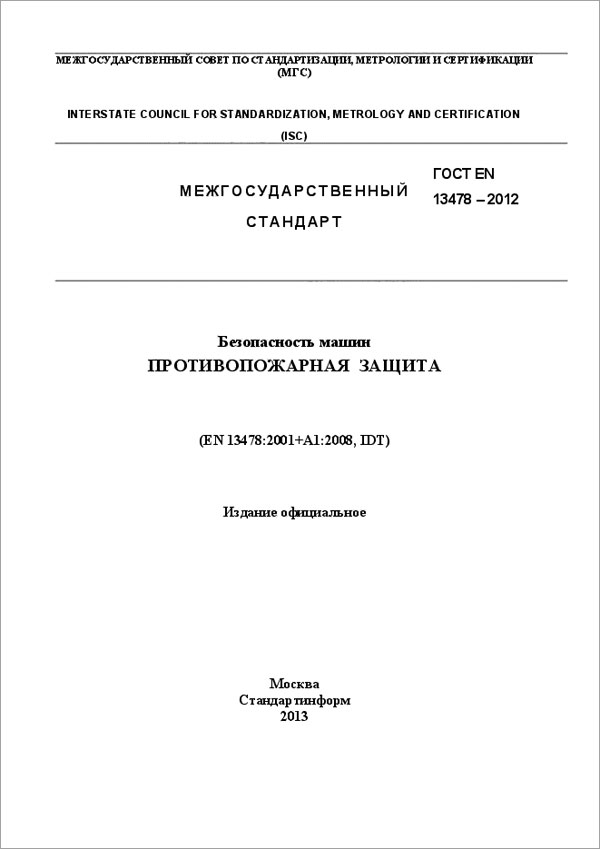 МЕЖГОСУДАРСТВЕННЫЙ СОВЕТ ПО СТАНДАРТИЗАЦИИ, МЕТРОЛОГИИ И СЕРТИФИКАЦИИ
(МГС)
INTERSTATE COUNCIL FOR STANDARDIZATION, METROLOGY AND CERTIFICATION
(ISC)
МЕЖГОСУДАРСТВЕННЫЙ
СТАНДАРТ
ГОСТ EN
13478 – 2012
Безопасность машин
ПРОТИВОПОЖАРНАЯ ЗАЩИТА
(EN 13478:2001+A1:2008, IDT)
Издание официальное
Москва
Стандартинформ
2013